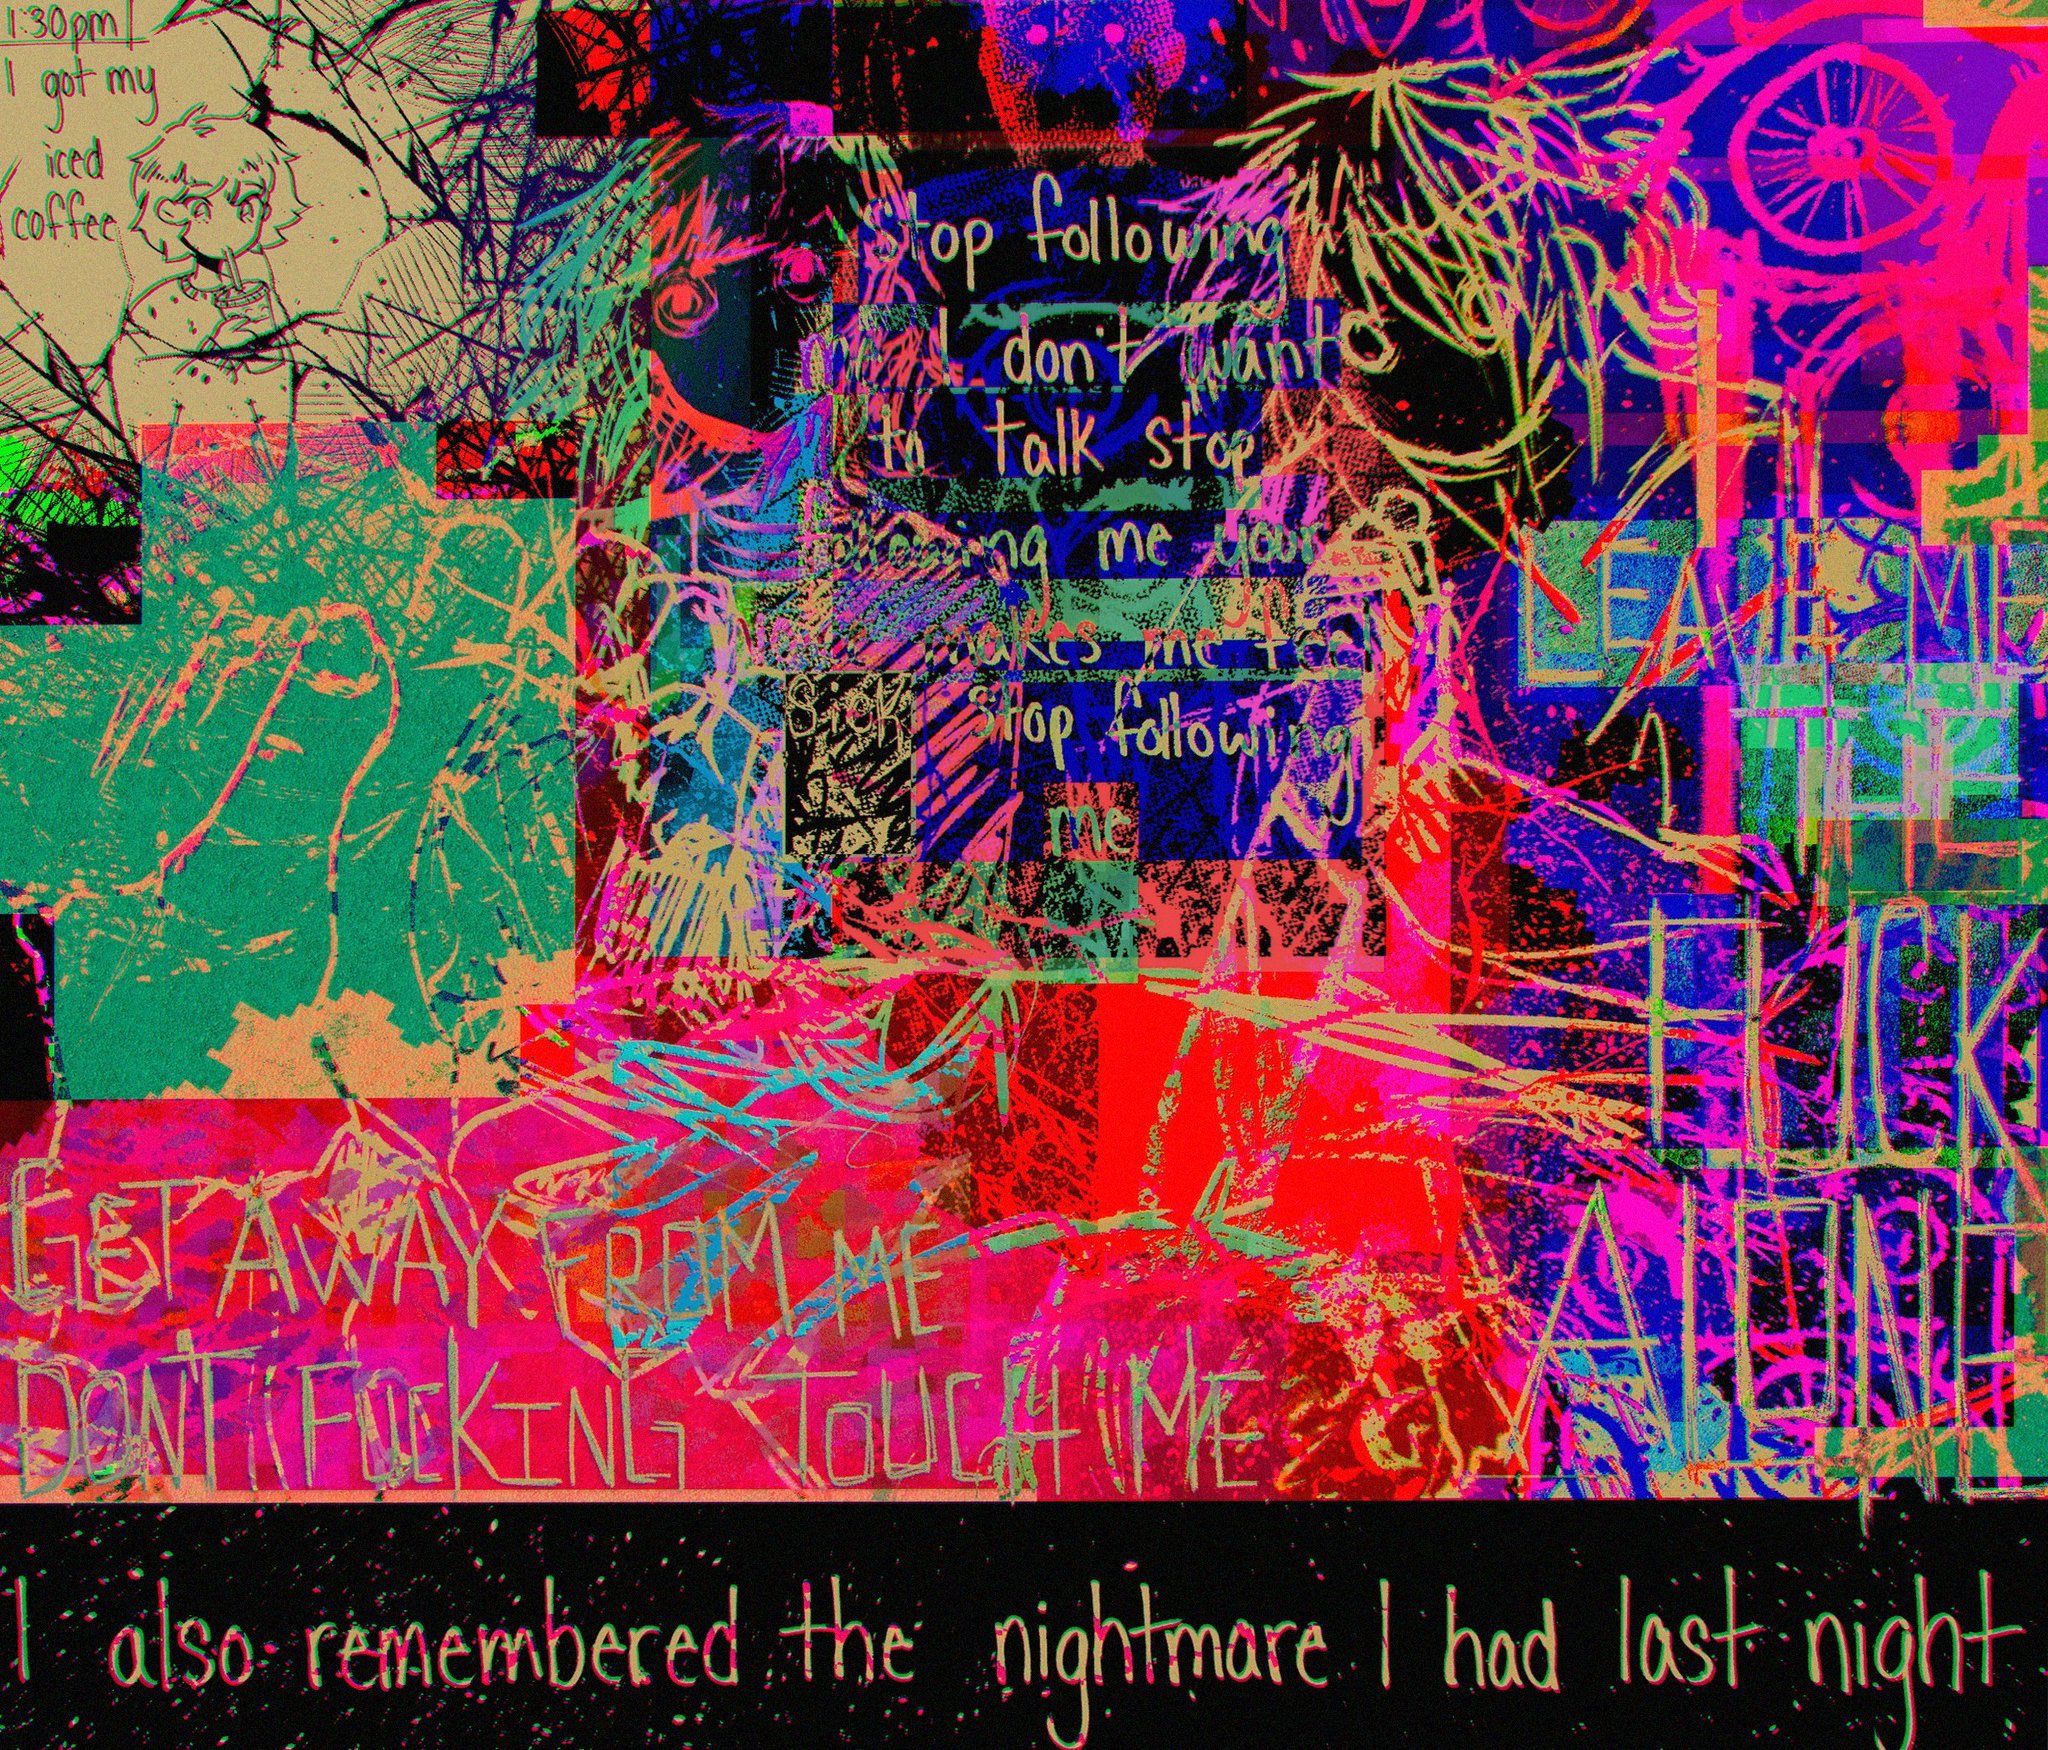 1:30pm
I got my
iced
coffee
Stop following
me I don't want
to talk stop
following me your
makes me feel
sick Stop following
me
LEAVE ME
THE
FUCK
ALONE
GET AWAY FROM ME
DON'T FUCKING TOUCH ME
I also remembered the nightmare I had last night